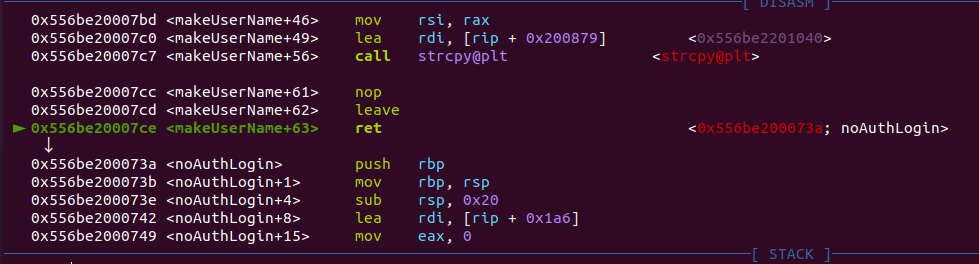 [ DISASM ]
0x556be20007bd <makeUserName+46> mov rsi, rax
0x556be20007c0 <makeUserName+49> lea rdi, [rip + 0x200879] <0x556be2201040>
0x556be20007c7 <makeUserName+56> call strcpy@plt <strcpy@plt>
0x556be20007cc <makeUserName+61> nop
0x556be20007cd <makeUserName+62> leave
► 0x556be20007ce <makeUserName+63> ret <0x556be200073a; noAuthLogin>
↓
0x556be200073a <noAuthLogin> push rbp
0x556be200073b <noAuthLogin+1> mov rbp, rsp
0x556be200073e <noAuthLogin+4> sub rsp, 0x20
0x556be2000742 <noAuthLogin+8> lea rdi, [rip + 0x1a6]
0x556be2000749 <noAuthLogin+15> mov eax, 0
[ STACK ]